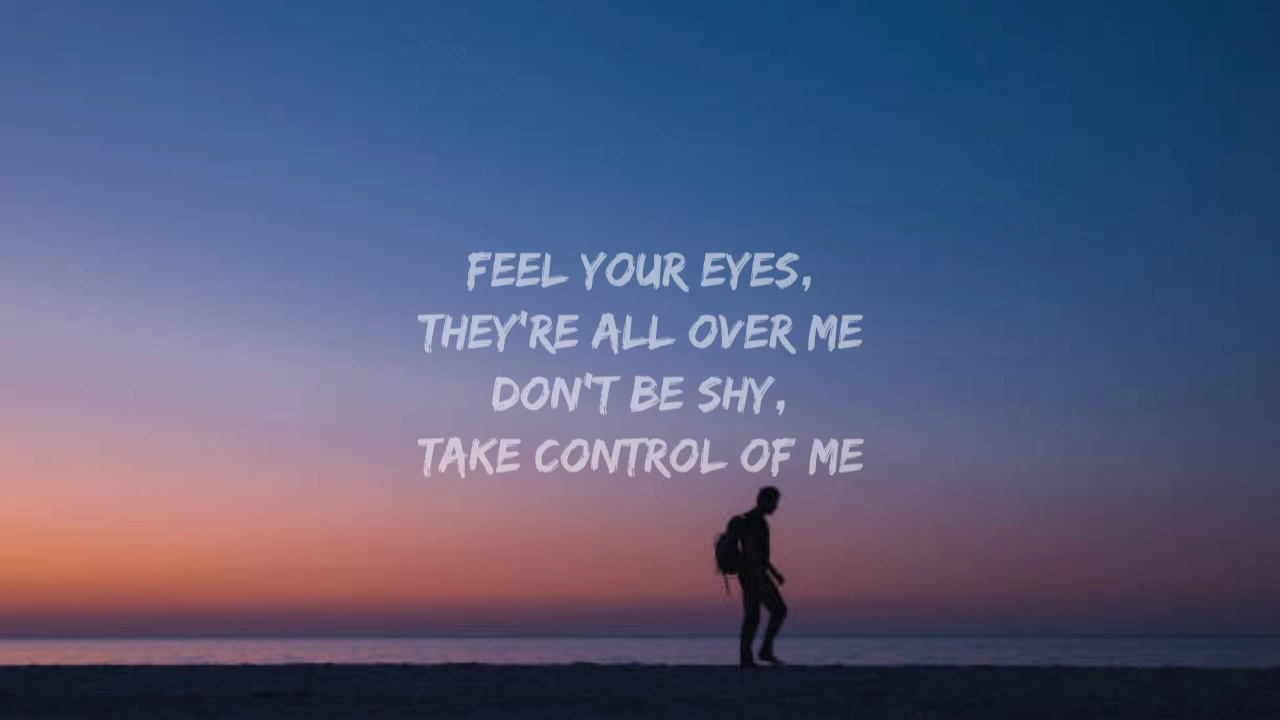 FEEL YOUR EYES,
THEY'RE ALL OVER ME
DON'T BE SHY,
TAKE CONTROL OF ME